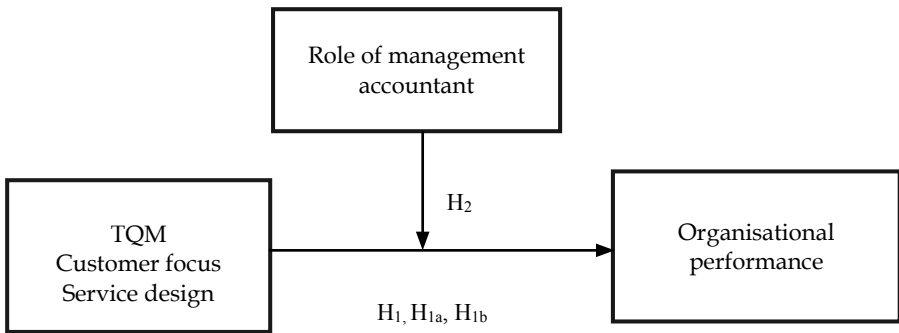 Role of management
accountant
H₂
TQM
Customer focus
Service design
Organisational
performance
H₁, H₁ₐ, H₁b